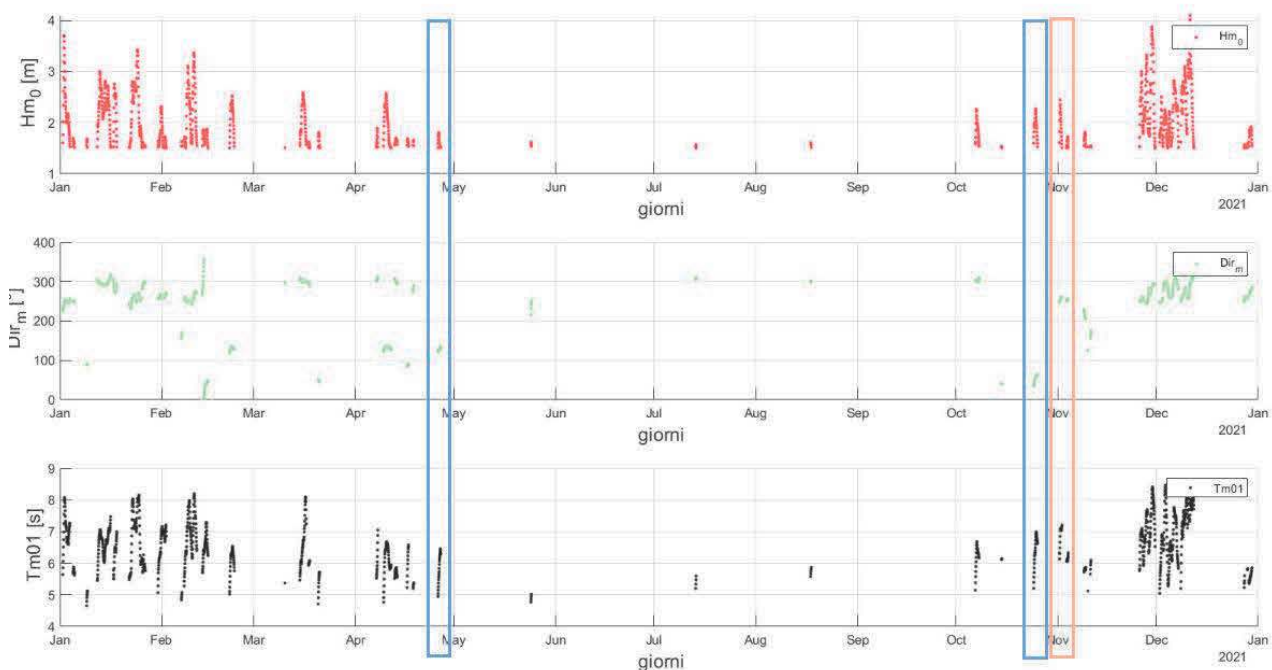 Hm0 [m]
4
3
2
1
Hm0
Jan Feb Mar Apr May Jun Jul Aug Sep Oct Nov Dec Jan
giorni
2021
Dirm [°]
400
300
200
100
0
Dirm
Jan Feb Mar Apr May Jun Jul Aug Sep Oct Nov Dec Jan
giorni
2021
Tm01 [s]
9
8
7
6
5
4
Tm01
Jan Feb Mar Apr May Jun Jul Aug Sep Oct Nov Dec Jan
giorni
2021